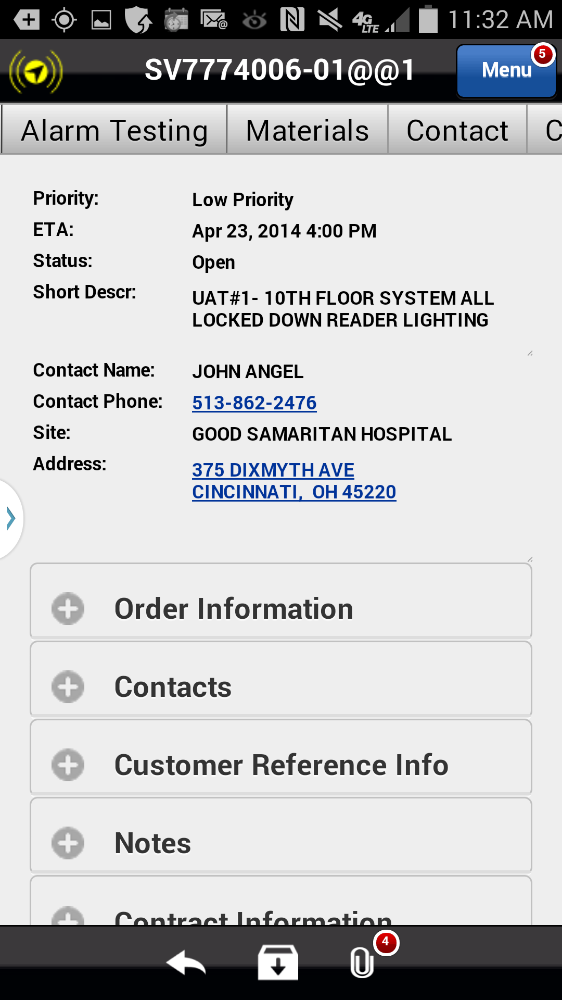 4G LTE 11:32 AM
SV7774006-01@@1
Menu
5
Alarm Testing
Materials
Contact
C
Priority: Low Priority
ETA: Apr 23, 2014 4:00 PM
Status: Open
Short Descr: UAT#1- 10TH FLOOR SYSTEM ALL
LOCKED DOWN READER LIGHTING
Contact Name: JOHN ANGEL
Contact Phone: 513-862-2476
Site: GOOD SAMARITAN HOSPITAL
Address: 375 DIXMYTH AVE
CINCINNATI,  OH 45220
Order Information
Contacts
Customer Reference Info
Notes
Contract Information
4